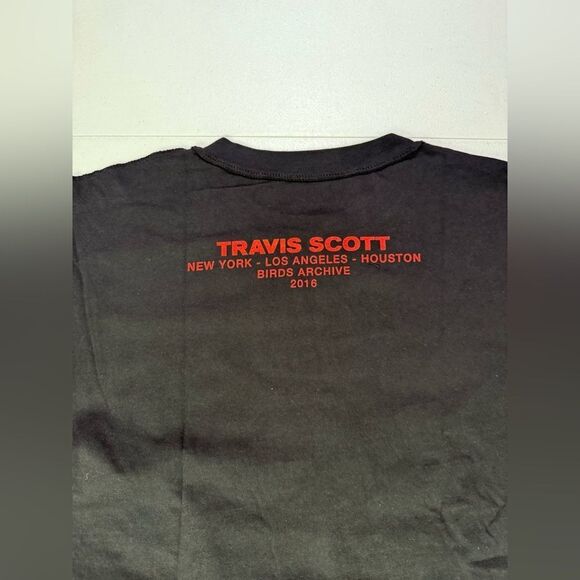 TRAVIS SCOTT
NEW YORK - LOS ANGELES - HOUSTON
BIRDS ARCHIVE
2016